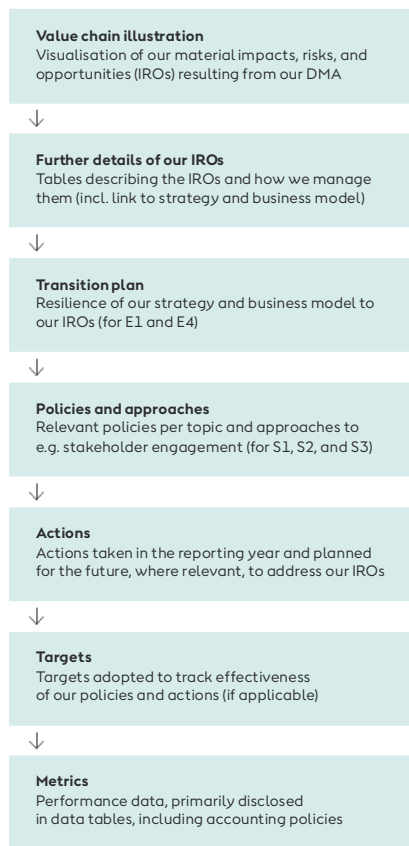 Value chain illustration
Visualisation of our material impacts, risks, and
opportunities (IROs) resulting from our DMA
Further details of our IROs
Tables describing the IROs and how we manage
them (incl. link to strategy and business model)
Transition plan
Resilience of our strategy and business model to
our IROs (for E1 and E4)
Policies and approaches
Relevant policies per topic and approaches to
e.g. stakeholder engagement (for S1, S2, and S3)
Actions
Actions taken in the reporting year and planned
for the future, where relevant, to address our IROs
Targets
Targets adopted to track effectiveness
of our policies and actions (if applicable)
Metrics
Performance data, primarily disclosed
in data tables, including accounting policies